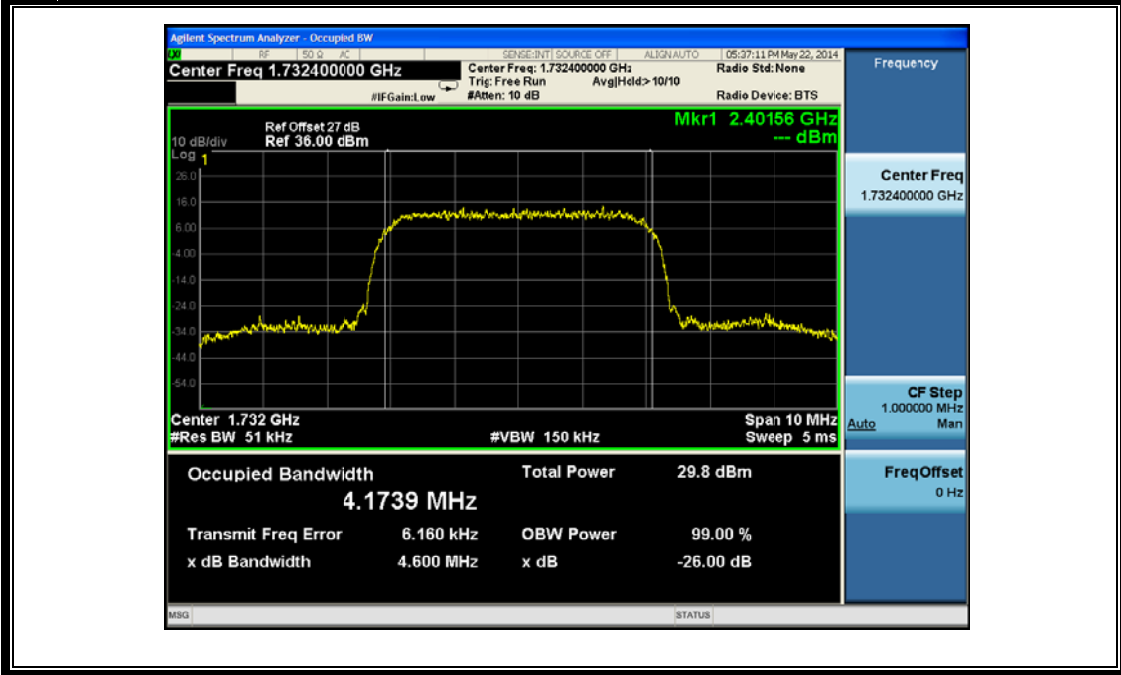 Agilent Spectrum Analyzer - Occupied BW
LXI RF 50 Ω AC SENSE:INT SOURCE OFF ALIGN AUTO 05:37:11 PM May 22, 2014
Center Freq 1.732400000 GHz
Center Freq: 1.732400000 GHz
Radio Std: None
Trig: Free Run Avg|Hold:> 10/10
#IFGain:Low #Atten: 10 dB Radio Device: BTS
Mkr1 2.40156 GHz
--- dBm
Ref Offset 27 dB
10 dB/div Ref 36.00 dBm
Log
1
26.0
16.0
6.00
-4.00
-14.0
-24.0
-34.0
-44.0
-54.0
Center 1.732 GHz Span 10 MHz
#Res BW 51 kHz #VBW 150 kHz Sweep 5 ms
Occupied Bandwidth Total Power 29.8 dBm
4.1739 MHz
Transmit Freq Error 6.160 kHz OBW Power 99.00 %
x dB Bandwidth 4.600 MHz x dB -26.00 dB
MSG STATUS
Frequency
Center Freq
1.732400000 GHz
CF Step
1.000000 MHz
Auto Man
FreqOffset
0 Hz